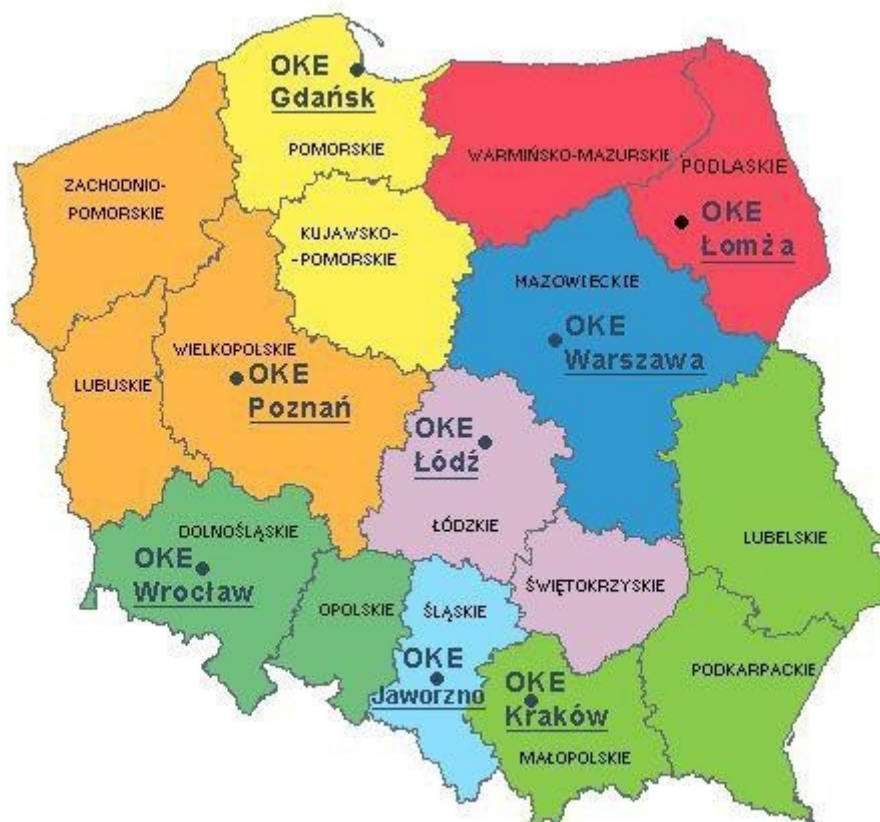 OKE
Gdańsk
POMORSKIE
WARMIŃSKO-MAZURSKIE
PODLASKIE
ZACHODNIO-
POMORSKIE
OKE
Łomża
KUJAWSKO-
-POMORSKIE
MAZOWIECKIE
OKE
Warszawa
WIELKOPOLSKIE
LUBUSKIE
OKE
Poznań
OKE
Łódź
ŁÓDZKIE
DOLNOŚLĄSKIE
LUBELSKIE
OKE
Wrocław
OPOLSKIE
ŚLĄSKIE
ŚWIĘTOKRZYSKIE
OKE
Jaworzno
PODKARPACKIE
OKE
Kraków
MAŁOPOLSKIE